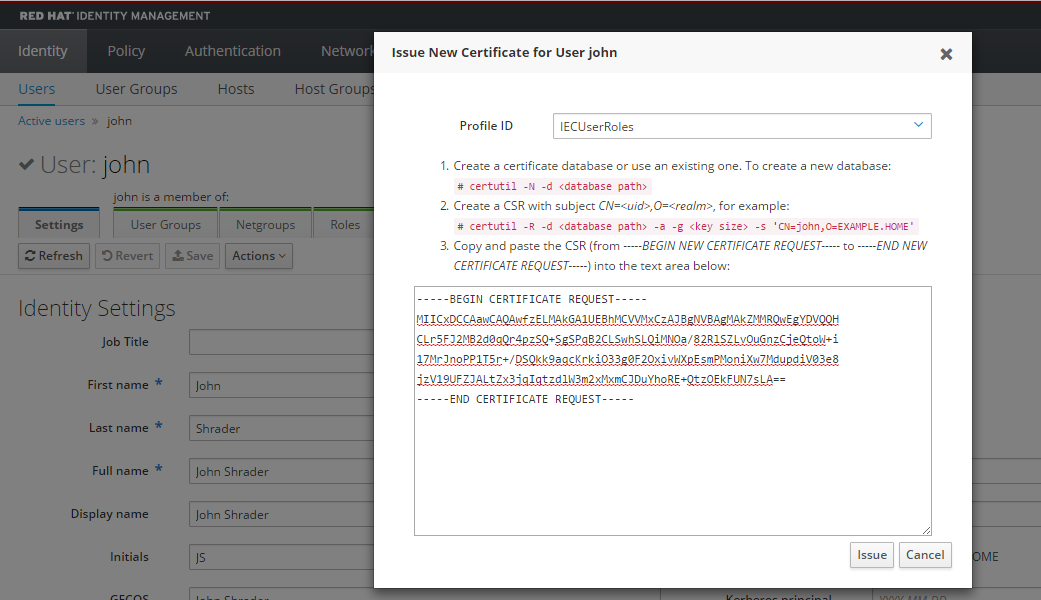 RED HAT IDENTITY MANAGEMENT
Identity Policy Authentication Network
Users User Groups Hosts Host Groups
Active users » john
User: john
john is a member of:
Settings User Groups Netgroups Roles
Refresh Revert Save Actions
Identity Settings
Job Title
First name * John
Last name * Shrader
Full name * John Shrader
Display name John Shrader
Initials JS
GECOS John Shrader
OME
Kerberos principal YYYY-MM-DD
Issue New Certificate for User john
Profile ID IECUserRoles
1. Create a certificate database or use an existing one. To create a new database:
# certutil -N -d <database path>
2. Create a CSR with subject CN=<uid>,O=<realm>, for example:
# certutil -R -d <database path> -a -g <key size> -s 'CN=john,O=EXAMPLE.HOME'
3. Copy and paste the CSR (from -----BEGIN NEW CERTIFICATE REQUEST----- to -----END NEW
CERTIFICATE REQUEST-----) into the text area below:
-----BEGIN CERTIFICATE REQUEST-----
MIICxDCCAawCAQAwfzELMAkGA1UEBhMCVVMxCzAJBgNVBAgMAkZMMRQwEgYDVQQH
CLr5FJ2MB2d0qQr4pzSQ+SgSPqB2CLSwhSLQiMNOa/82RlSZLvOuGnzCjeQtoW+i
17MrJnoPP1T5r+/DSQkk9aqcKrkiO33g0F2OxivWXpEsmPMoniXw7MdupdiV03e8
jzV19UFZJALtZx3jqIqtzdlW3m2xMxmCJDuYhoRE+QtzOEkFUN7sLA==
-----END CERTIFICATE REQUEST-----
Issue Cancel